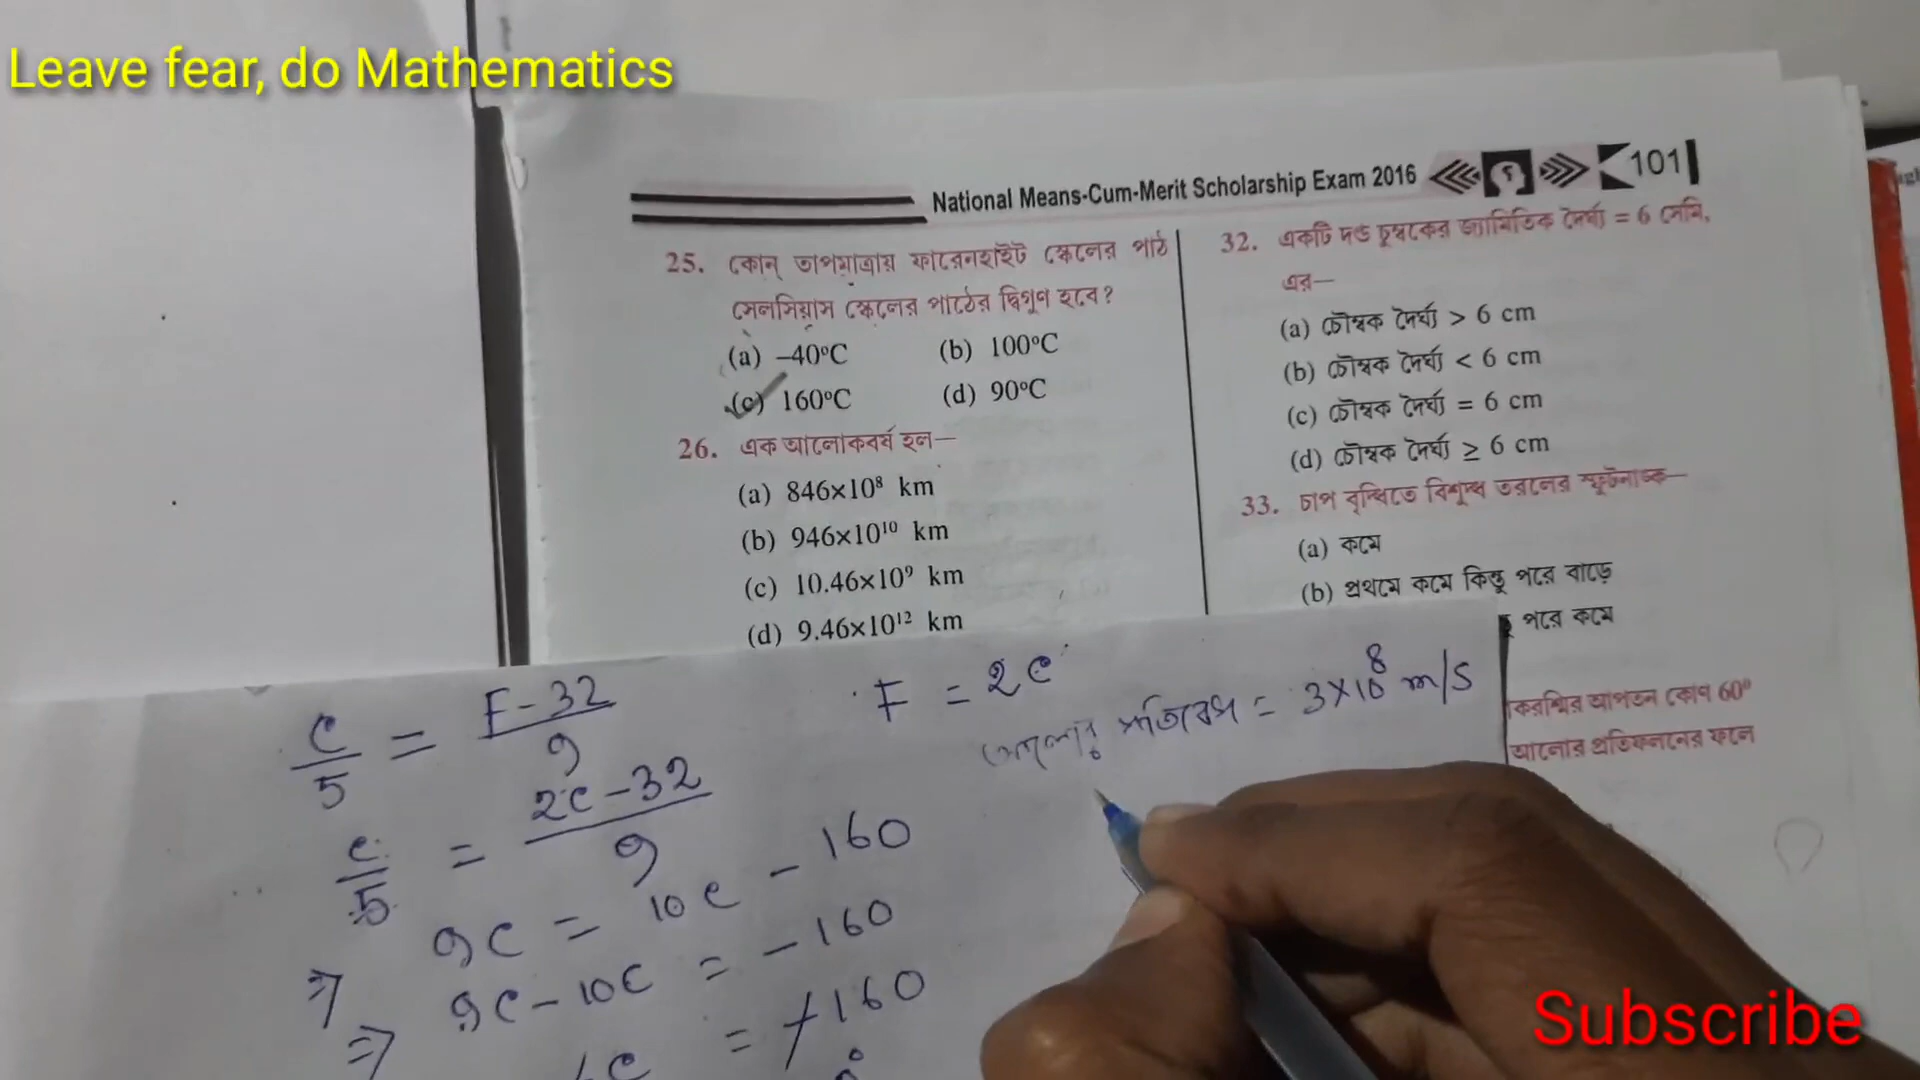 Leave fear, do Mathematics
National Means-Cum-Merit Scholarship Exam 2016
101
25. কোন্ তাপমাত্রায় ফারেনহাইট স্কেলের পাঠ
সেলসিয়াস স্কেলের পাঠের দ্বিগুণ হবে?
(a) –40°C (b) 100°C
(c) 160°C (d) 90°C
26. এক আলোকবর্ষ হল—
(a) 846×10⁸ km
(b) 946×10¹⁰ km
(c) 10.46×10⁹ km
(d) 9.46×10¹² km
32. একটি দণ্ড চুম্বকের জ্যামিতিক দৈর্ঘ্য = 6 সেমি,
এর—
(a) চৌম্বক দৈর্ঘ্য > 6 cm
(b) চৌম্বক দৈর্ঘ্য < 6 cm
(c) চৌম্বক দৈর্ঘ্য = 6 cm
(d) চৌম্বক দৈর্ঘ্য ≥ 6 cm
33. চাপ বৃদ্ধিতে বিশুদ্ধ তরলের স্ফুটনাঙ্ক—
(a) কমে
(b) প্রথমে কমে কিন্তু পরে বাড়ে
পরে কমে
আপতন কোণ 60°
আলোর প্রতিফলনের ফলে
C/5 = F-32/9
F = 2C
গতিবেগ = 3×10⁸ m/s
C/5 = 2C-32/9
9C = 10C - 160
⇒ 9C - 10C = -160
⇒ C = 160
Subscribe